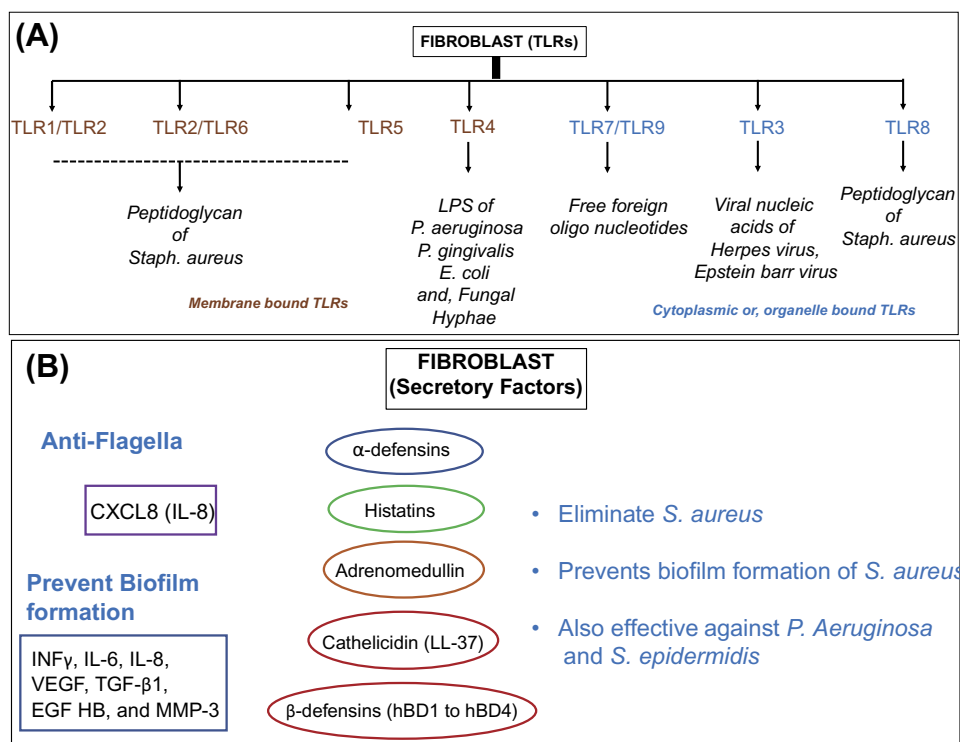 (A)
FIBROBLAST (TLRs)
TLR1/TLR2
TLR2/TLR6
TLR5
TLR4
TLR7/TLR9
TLR3
TLR8
Peptidoglycan
of
Staph. aureus
LPS of
P. aeruginosa
P. gingivalis
E. coli
and, Fungal
Hyphae
Free foreign
oligo nucleotides
Viral nucleic
acids of
Herpes virus,
Epstein barr virus
Peptidoglycan
of
Staph. aureus
Membrane bound TLRs
Cytoplasmic or, organelle bound TLRs
(B)
FIBROBLAST
(Secretory Factors)
Anti-Flagella
CXCL8 (IL-8)
Prevent Biofilm
formation
INFγ, IL-6, IL-8,
VEGF, TGF-β1,
EGF HB, and MMP-3
α-defensins
Histatins
Adrenomedullin
Cathelicidin (LL-37)
β-defensins (hBD1 to hBD4)
• Eliminate S. aureus
• Prevents biofilm formation of S. aureus
• Also effective against P. Aeruginosa
and S. epidermidis